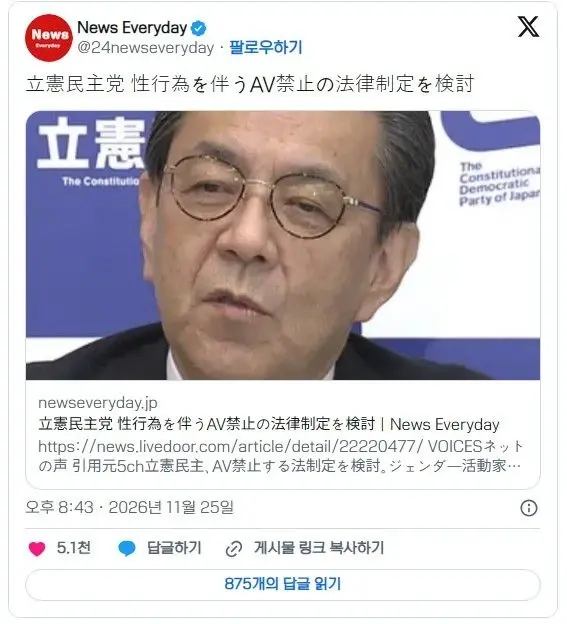 News Everyday
@24newseveryday · 팔로우하기
News
Everyday
立憲民主党 性行為を伴うAV禁止の法律制定を検討
立憲
The Constitutio
The
Constitutiona
Democratic
Party of Japan
newseveryday.jp
立憲民主党 性行為を伴うAV禁止の法律制定を検討 | News Everyday
https://news.livedoor.com/article/detail/22220477/ VOICESネット
の声 引用元5ch立憲民主、AV禁止する法制定を検討。ジェンダー活動家…
오후 8:43 · 2026년 11월 25일
5.1천 답글하기 게시물 링크 복사하기
875개의 답글 읽기